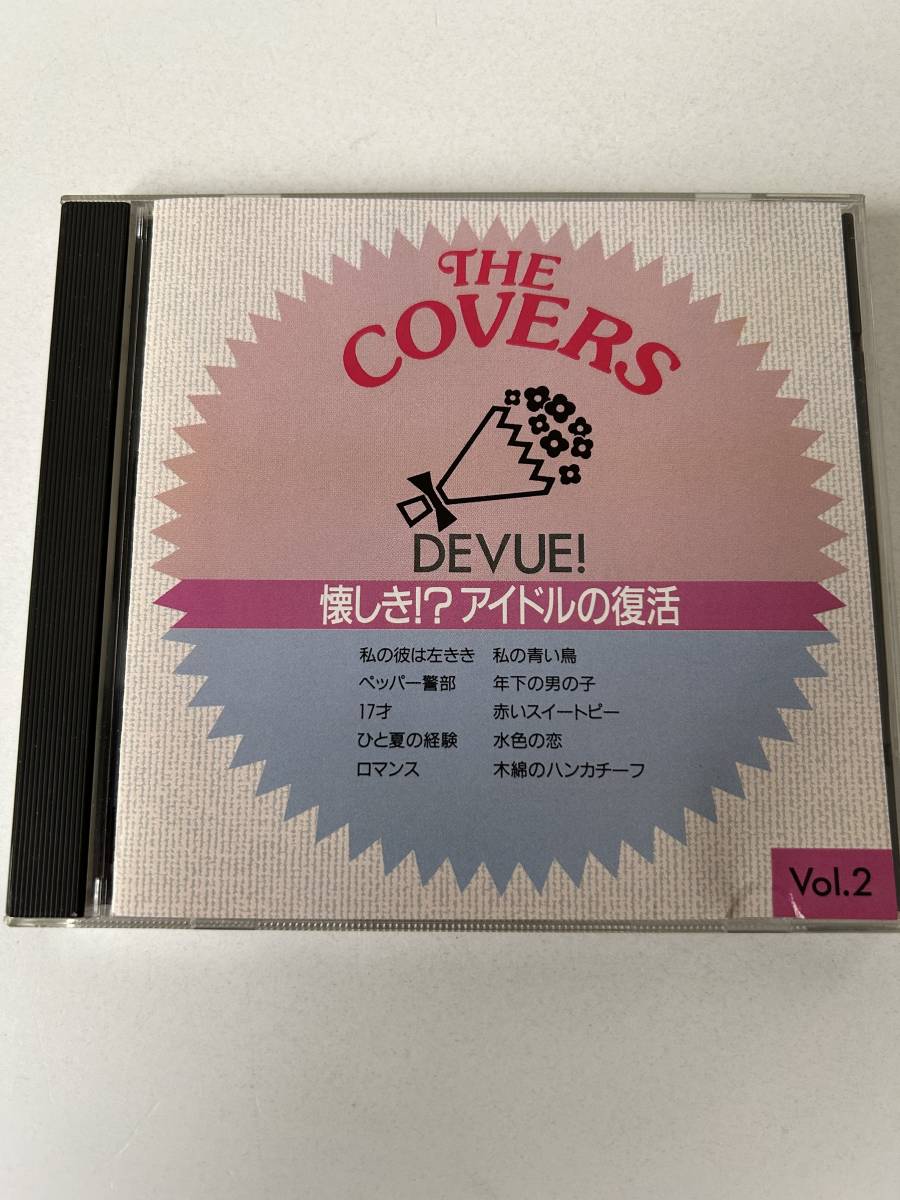 THE
COVERS
DEVUE!
懐しき!?アイドルの復活
私の彼は左きき 私の青い鳥
ペッパー警部 年下の男の子
17才 赤いスイートピー
ひと夏の経験 水色の恋
ロマンス 木綿のハンカチーフ
Vol.2